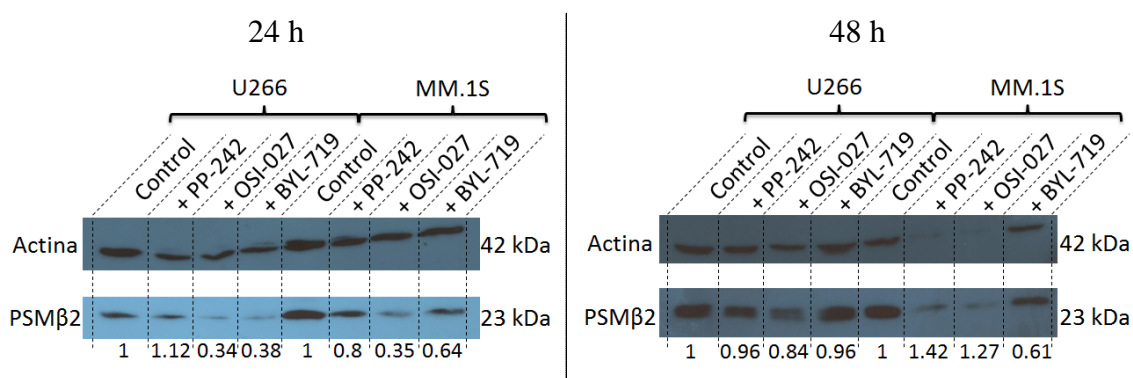 24 h
U266 MM.1S
Control + PP-242 + OSI-027 + BYL-719 Control + PP-242 + OSI-027 + BYL-719
Actina 42 kDa
PSMβ2 23 kDa
1 1.12 0.34 0.38 1 0.8 0.35 0.64
48 h
U266 MM.1S
Control + PP-242 + OSI-027 + BYL-719 Control + PP-242 + OSI-027 + BYL-719
Actina 42 kDa
PSMβ2 23 kDa
1 0.96 0.84 0.96 1 1.42 1.27 0.61